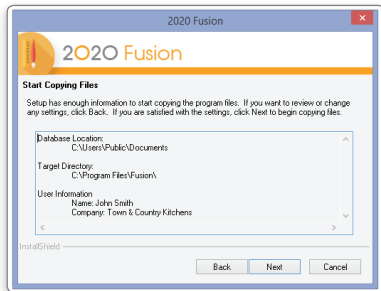 2020 Fusion
2020 Fusion
Start Copying Files
Setup has enough information to start copying the program files. If you want to review or change
any settings, click Back. If you are satisfied with the settings, click Next to begin copying files.
Database Location:
C:\Users\Public\Documents
Target Directory:
C:\Program Files\Fusion\
User Information
Name: John Smith
Company: Town & Country Kitchens
InstallShield
Back Next Cancel